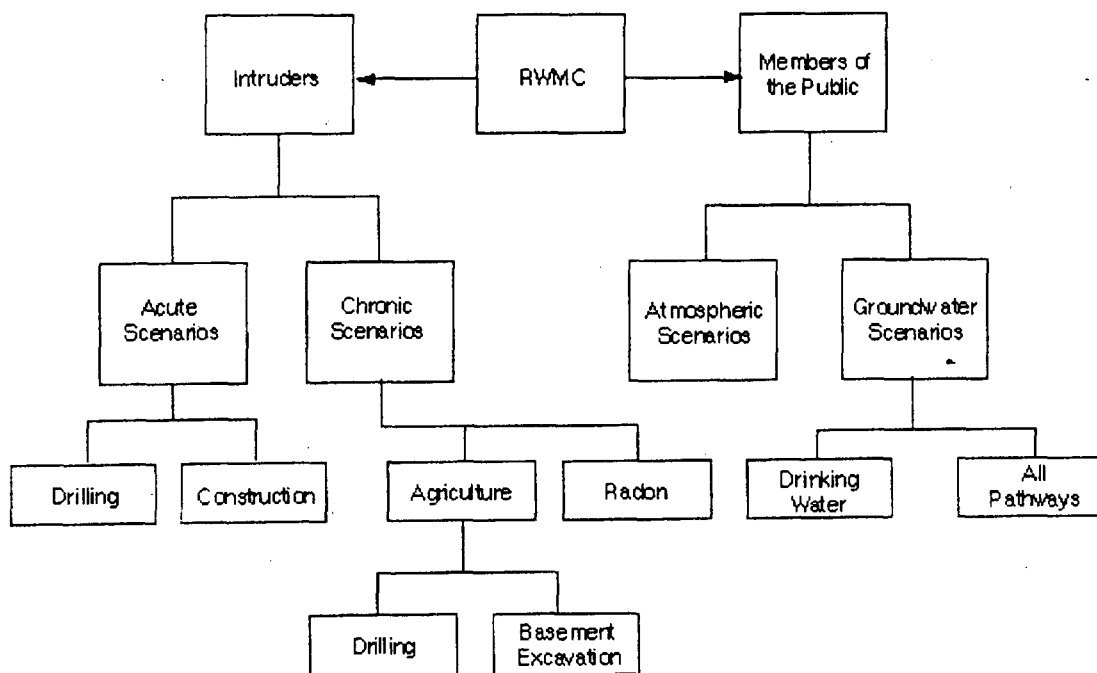 Intruders
RWMC
Members of
the Public
Acute
Scenarios
Chronic
Scenarios
Atmospheric
Scenarios
Groundwater
Scenarios
Drilling
Construction
Agriculture
Radon
Drinking
Water
All
Pathways
Drilling
Basement
Excavation